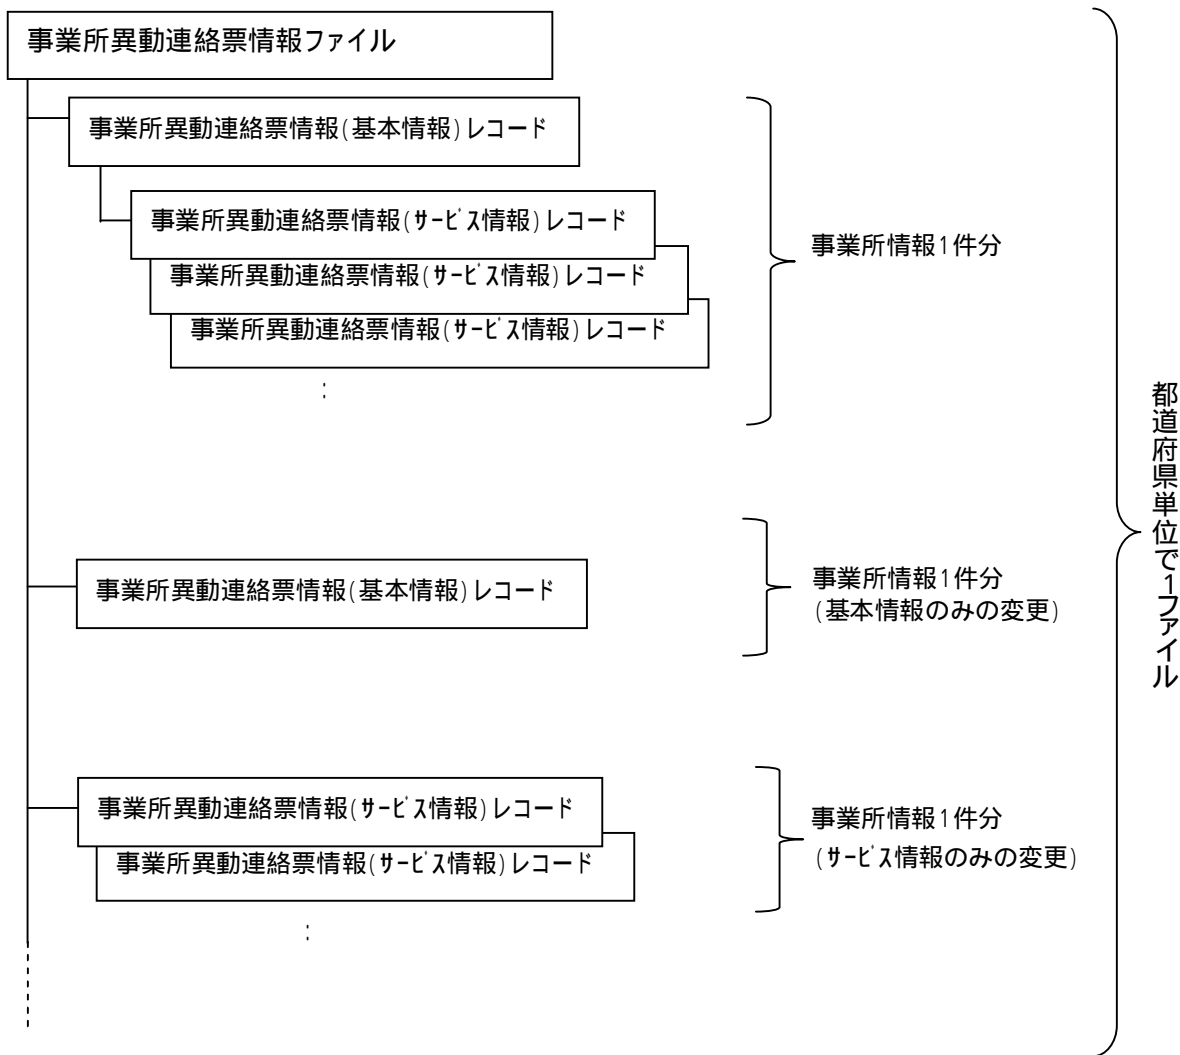 事業所異動連絡票情報ファイル
事業所異動連絡票情報(基本情報)レコード
事業所異動連絡票情報(ｻｰﾋﾞｽ情報)レコード
事業所異動連絡票情報(ｻｰﾋﾞｽ情報)レコード
事業所異動連絡票情報(ｻｰﾋﾞｽ情報)レコード
:
事業所情報1件分
事業所異動連絡票情報(基本情報)レコード
事業所情報1件分
(基本情報のみの変更)
事業所異動連絡票情報(ｻｰﾋﾞｽ情報)レコード
事業所異動連絡票情報(ｻｰﾋﾞｽ情報)レコード
:
事業所情報1件分
(ｻｰﾋﾞｽ情報のみの変更)
都道府県単位で1ファイル